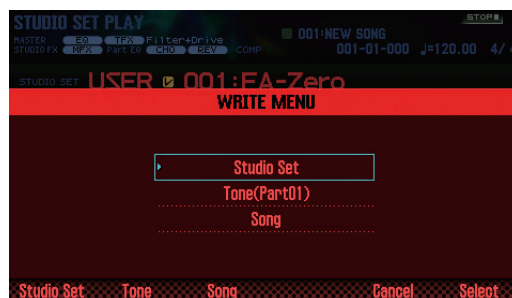 STUDIO SET PLAY
STOP
MASTER EQ TFX Filter+Drive
001:NEW SONG
STUDIO FX MFX Part EQ CHO REV COMP
001-01-000 ♩=120.00 4/
STUDIO SET USER 001:FA-Zero
WRITE MENU
Studio Set
Tone(Part01)
Song
Studio Set Tone Song Cancel Select